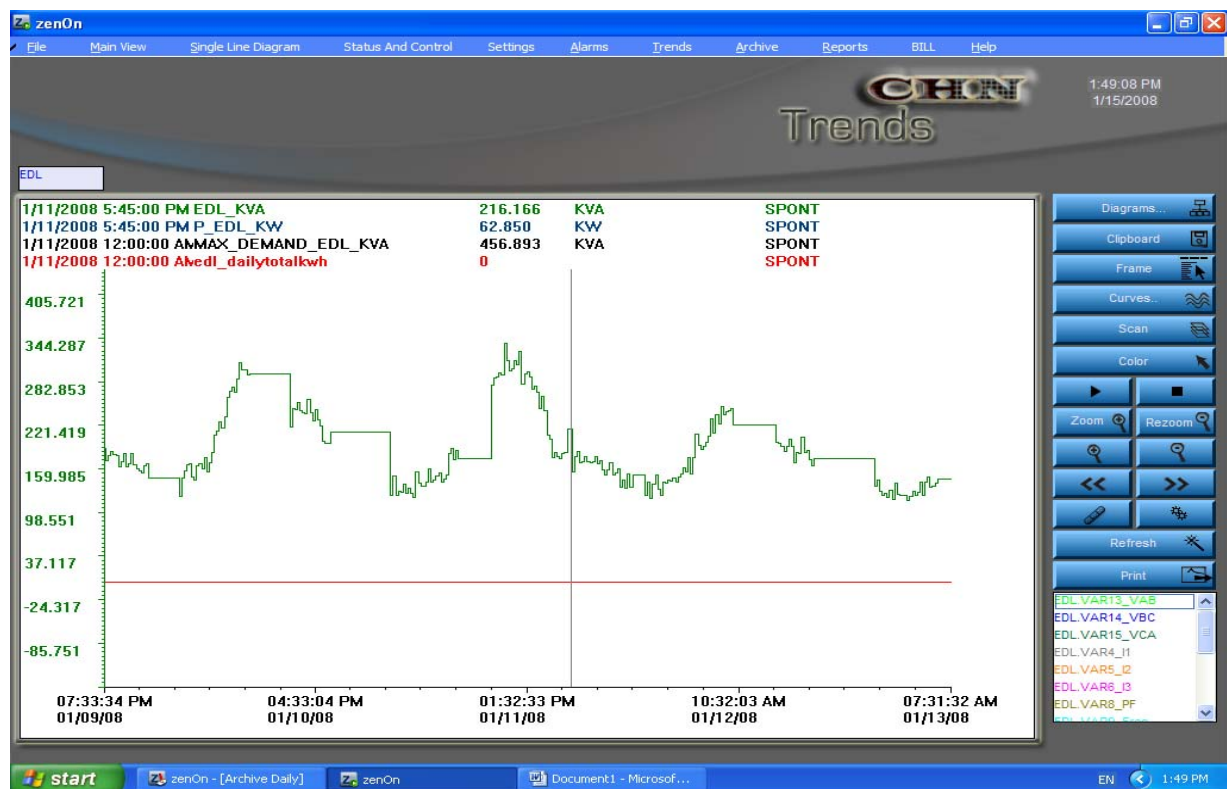 zenOn
File Main View Single Line Diagram Status And Control Settings Alarms Trends Archive Reports BILL Help
CHN
Trends
1:49:08 PM
1/15/2008
EDL
1/11/2008 5:45:00 PM EDL_KVA 216.166 KVA SPONT
1/11/2008 5:45:00 PM P_EDL_KW 62.850 KW SPONT
1/11/2008 12:00:00 AM MAX_DEMAND_EDL_KVA 456.893 KVA SPONT
1/11/2008 12:00:00 AM edl_dailytotalkwh 0 SPONT
405.721
344.287
282.853
221.419
159.985
98.551
37.117
-24.317
-85.751
07:33:34 PM 04:33:04 PM 01:32:33 PM 10:32:03 AM 07:31:32 AM
01/09/08 01/10/08 01/11/08 01/12/08 01/13/08
Diagrams...
Clipboard
Frame
Curves..
Scan
Color
Zoom Rezoom
<< >>
Refresh
Print
EDL.VAR13_VAB
EDL.VAR14_VBC
EDL.VAR15_VCA
EDL.VAR4_I1
EDL.VAR5_I2
EDL.VAR6_I3
EDL.VAR8_PF
start zenOn - [Archive Daily] zenOn Document1 - Microsof... EN 1:49 PM